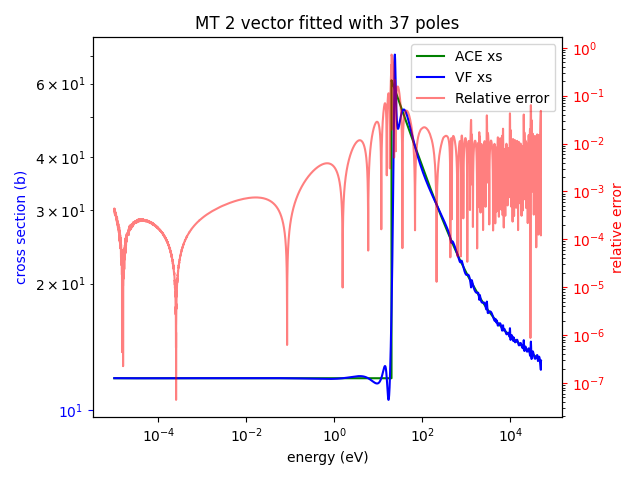 MT 2 vector fitted with 37 poles
ACE xs
VF xs
Relative error
cross section (b)
6 × 10¹
4 × 10¹
3 × 10¹
2 × 10¹
10¹
10⁰
10⁻¹
10⁻²
10⁻³
10⁻⁴
10⁻⁵
10⁻⁶
10⁻⁷
relative error
10⁻⁴
10⁻²
10⁰
10²
10⁴
energy (eV)